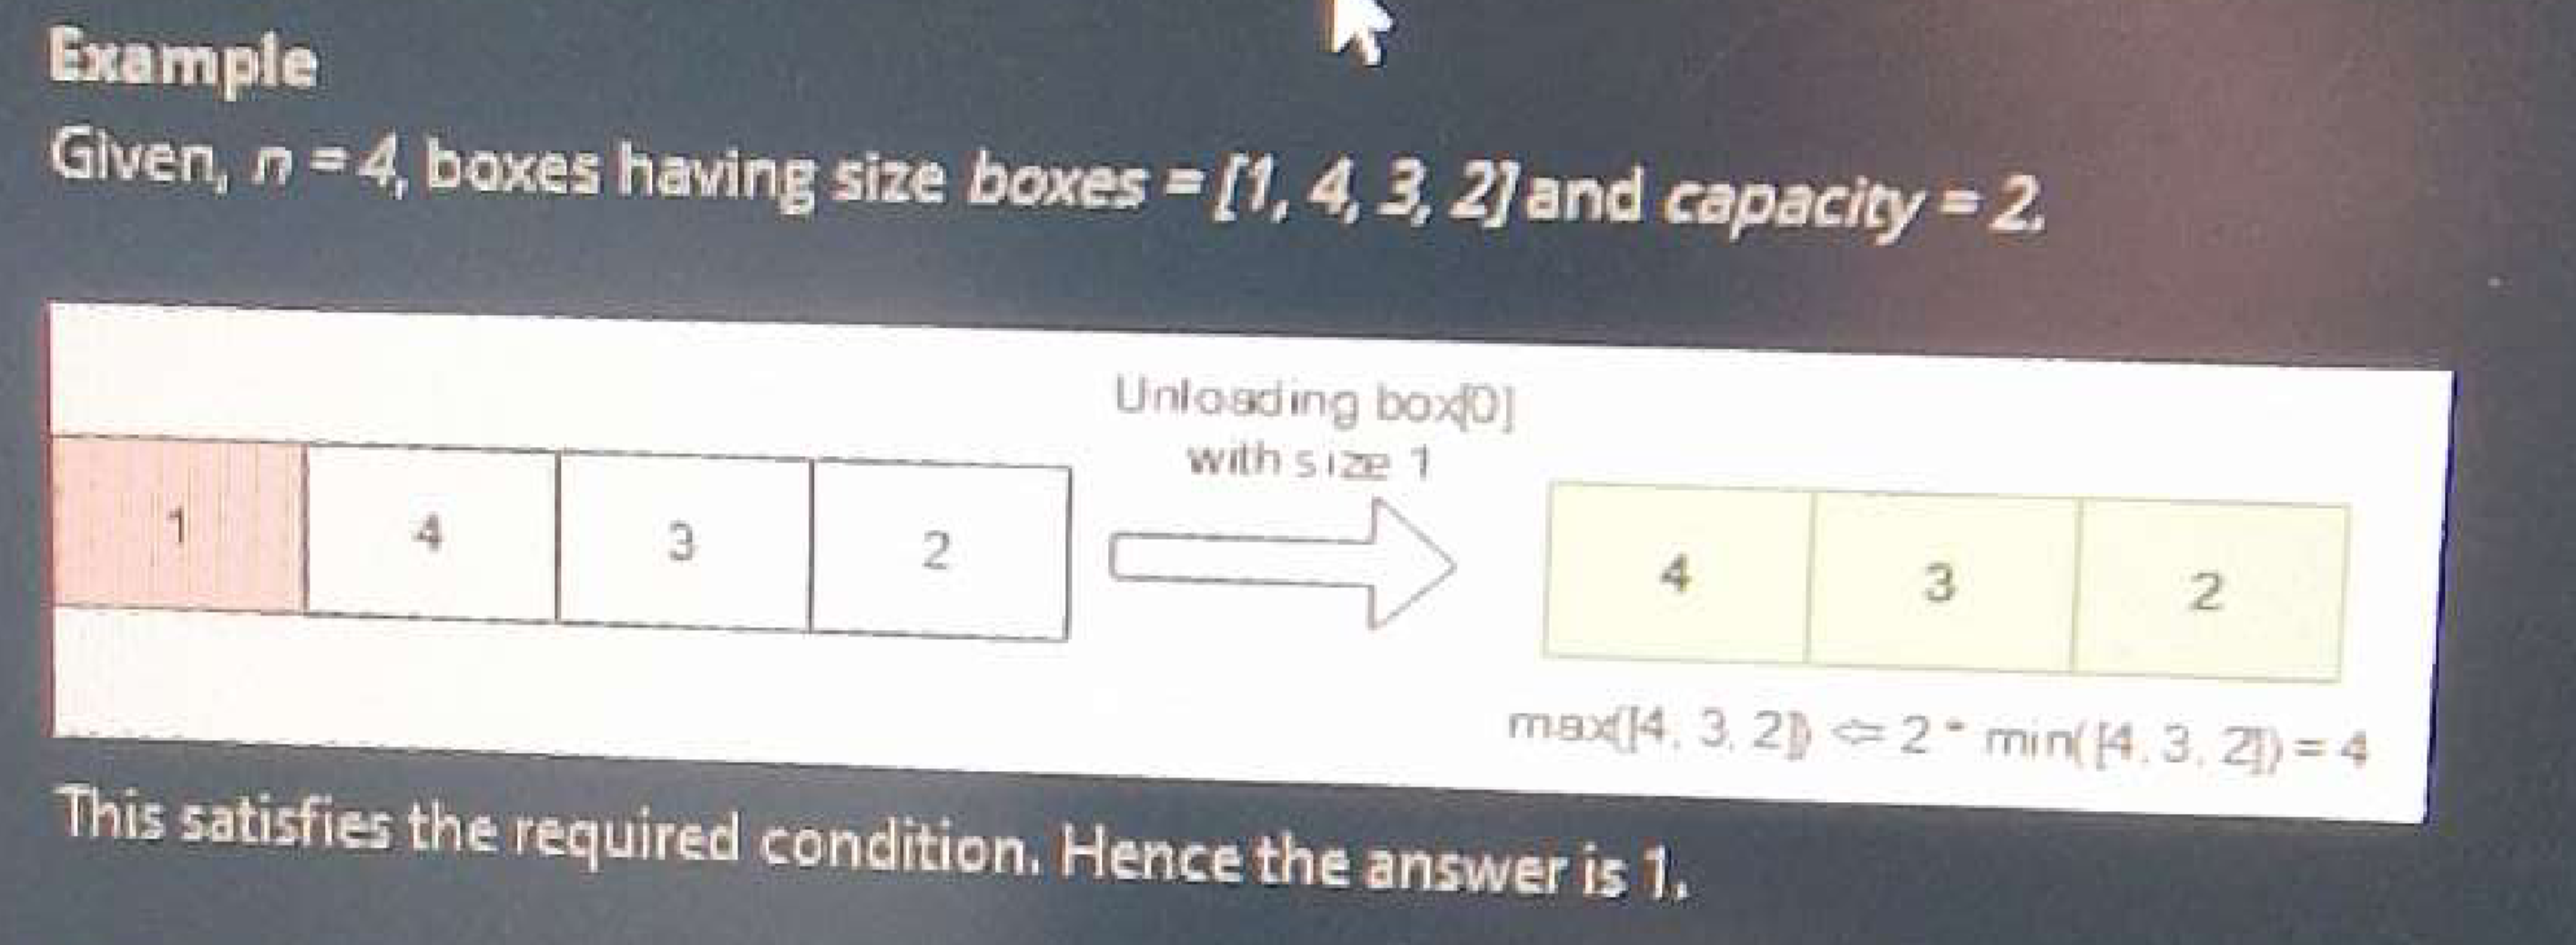 Example
Given, n = 4, boxes having size boxes = [1, 4, 3, 2] and capacity = 2.
Unloading box[0]
with size 1
1 4 3 2
4 3 2
max([4, 3, 2]) <= 2 * min([4, 3, 2]) = 4
This satisfies the required condition. Hence the answer is 1.